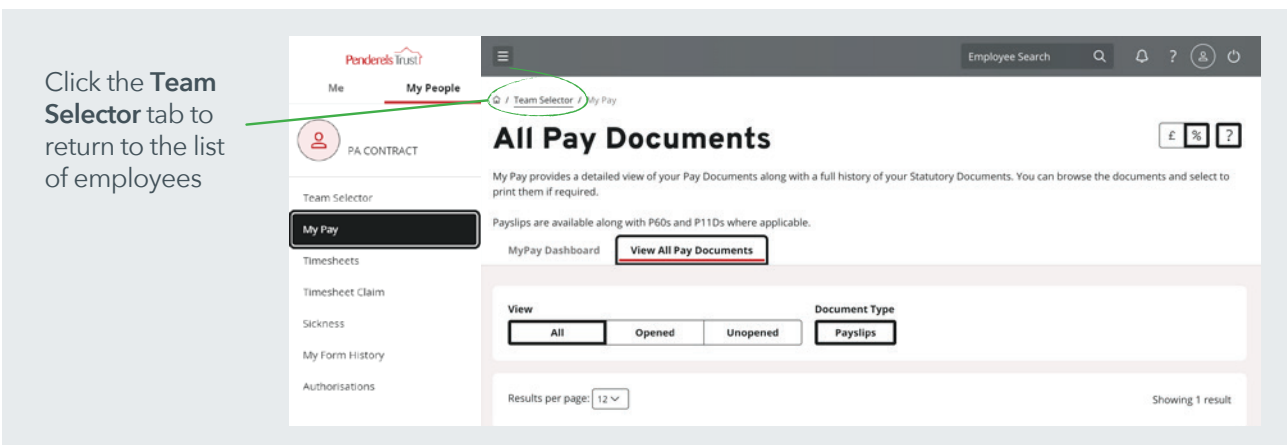 Click the Team
Selector tab to
return to the list
of employees
Penderels Trust
Me My People
PA CONTRACT
Team Selector
My Pay
Timesheets
Timesheet Claim
Sickness
My Form History
Authorisations
Employee Search ?
/ Team Selector / My Pay
All Pay Documents
£ % ?
My Pay provides a detailed view of your Pay Documents along with a full history of your Statutory Documents. You can browse the documents and select to
print them if required.
Payslips are available along with P60s and P11Ds where applicable.
MyPay Dashboard View All Pay Documents
View Document Type
All Opened Unopened Payslips
Results per page: 12 Showing 1 result